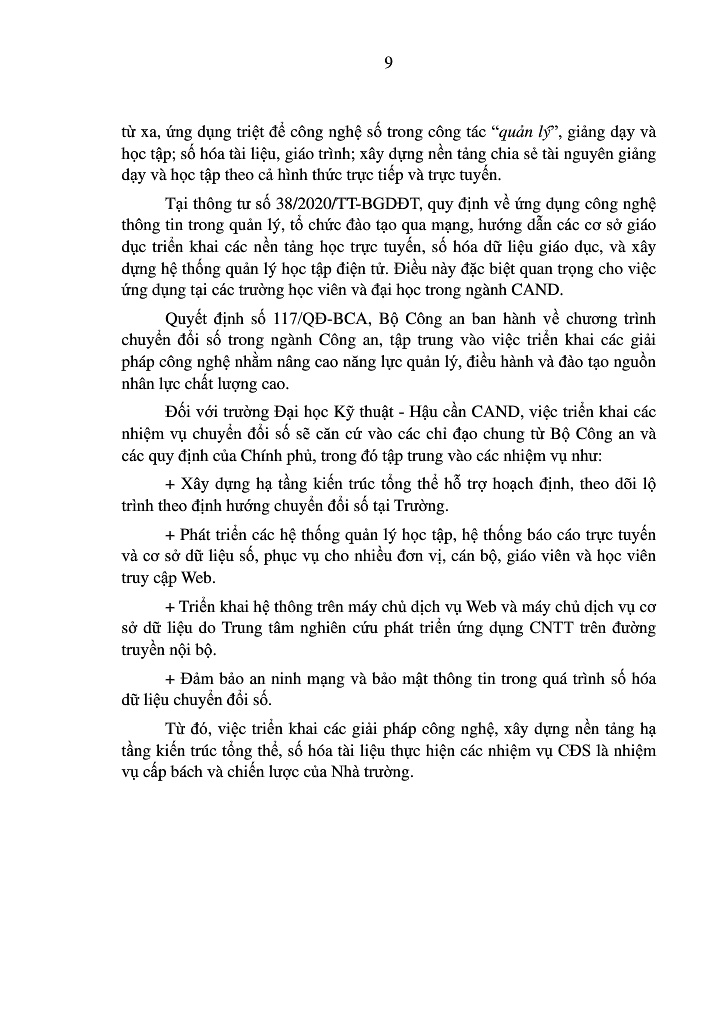 9
từ xa, ứng dụng triệt để công nghệ số trong công tác “quản lý”, giảng dạy và
học tập; số hóa tài liệu, giáo trình; xây dựng nền tảng chia sẻ tài nguyên giảng
dạy và học tập theo cả hình thức trực tiếp và trực tuyến.
Tại thông tư số 38/2020/TT-BGDĐT, quy định về ứng dụng công nghệ
thông tin trong quản lý, tổ chức đào tạo qua mạng, hướng dẫn các cơ sở giáo
dục triển khai các nền tảng học trực tuyến, số hóa dữ liệu giáo dục, và xây
dựng hệ thống quản lý học tập điện tử. Điều này đặc biệt quan trọng cho việc
ứng dụng tại các trường học viên và đại học trong ngành CAND.
Quyết định số 117/QĐ-BCA, Bộ Công an ban hành về chương trình
chuyển đổi số trong ngành Công an, tập trung vào việc triển khai các giải
pháp công nghệ nhằm nâng cao năng lực quản lý, điều hành và đào tạo nguồn
nhân lực chất lượng cao.
Đối với trường Đại học Kỹ thuật - Hậu cần CAND, việc triển khai các
nhiệm vụ chuyển đổi số sẽ căn cứ vào các chỉ đạo chung từ Bộ Công an và
các quy định của Chính phủ, trong đó tập trung vào các nhiệm vụ như:
+ Xây dựng hạ tầng kiến trúc tổng thể hỗ trợ hoạch định, theo dõi lộ
trình theo định hướng chuyển đổi số tại Trường.
+ Phát triển các hệ thống quản lý học tập, hệ thống báo cáo trực tuyến
và cơ sở dữ liệu số, phục vụ cho nhiều đơn vị, cán bộ, giáo viên và học viên
truy cập Web.
+ Triển khai hệ thông trên máy chủ dịch vụ Web và máy chủ dịch vụ cơ
sở dữ liệu do Trung tâm nghiên cứu phát triển ứng dụng CNTT trên đường
truyền nội bộ.
+ Đảm bảo an ninh mạng và bảo mật thông tin trong quá trình số hóa
dữ liệu chuyển đổi số.
Từ đó, việc triển khai các giải pháp công nghệ, xây dựng nền tảng hạ
tầng kiến trúc tổng thể, số hóa tài liệu thực hiện các nhiệm vụ CĐS là nhiệm
vụ cấp bách và chiến lược của Nhà trường.